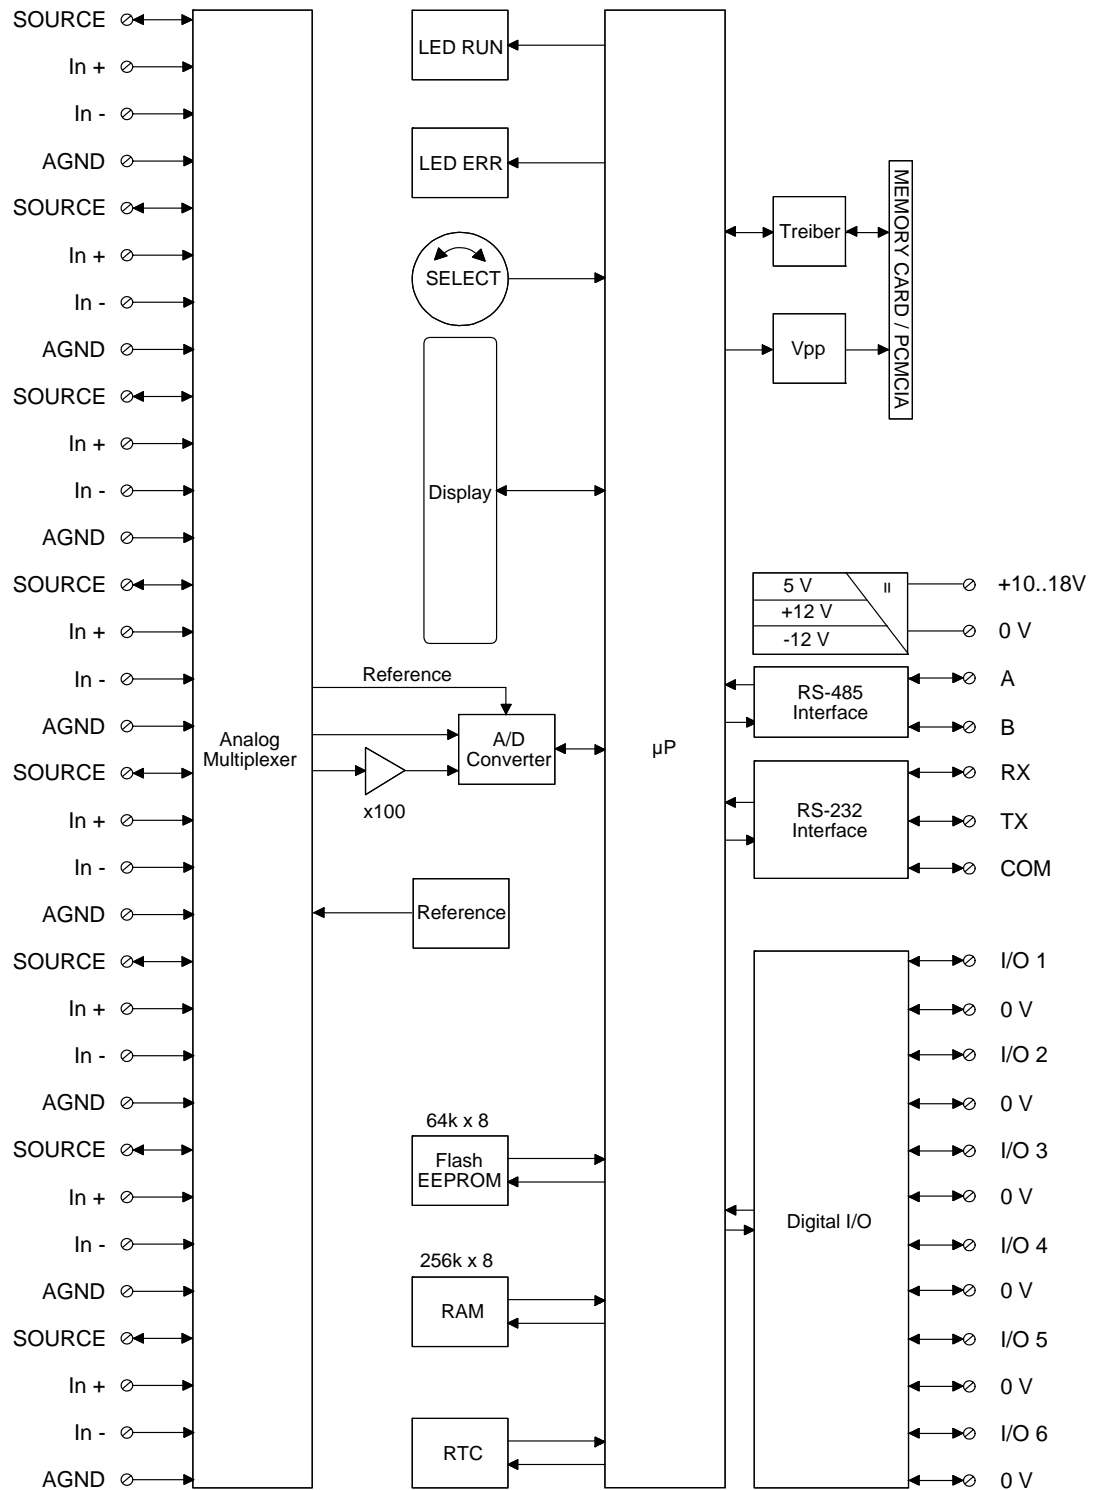 SOURCE
In +
In -
AGND
SOURCE
In +
In -
AGND
SOURCE
In +
In -
AGND
SOURCE
In +
In -
AGND
SOURCE
In +
In -
AGND
SOURCE
In +
In -
AGND
SOURCE
In +
In -
AGND
SOURCE
In +
In -
AGND
Analog
Multiplexer
LED RUN
LED ERR
SELECT
Display
Reference
A/D
Converter
x100
Reference
64k x 8
Flash
EEPROM
256k x 8
RAM
RTC
µP
Treiber
Vpp
MEMORY CARD / PCMCIA
5 V
+12 V
-12 V
=
+10..18V
0 V
RS-485
Interface
A
B
RS-232
Interface
RX
TX
COM
Digital I/O
I/O 1
0 V
I/O 2
0 V
I/O 3
0 V
I/O 4
0 V
I/O 5
0 V
I/O 6
0 V